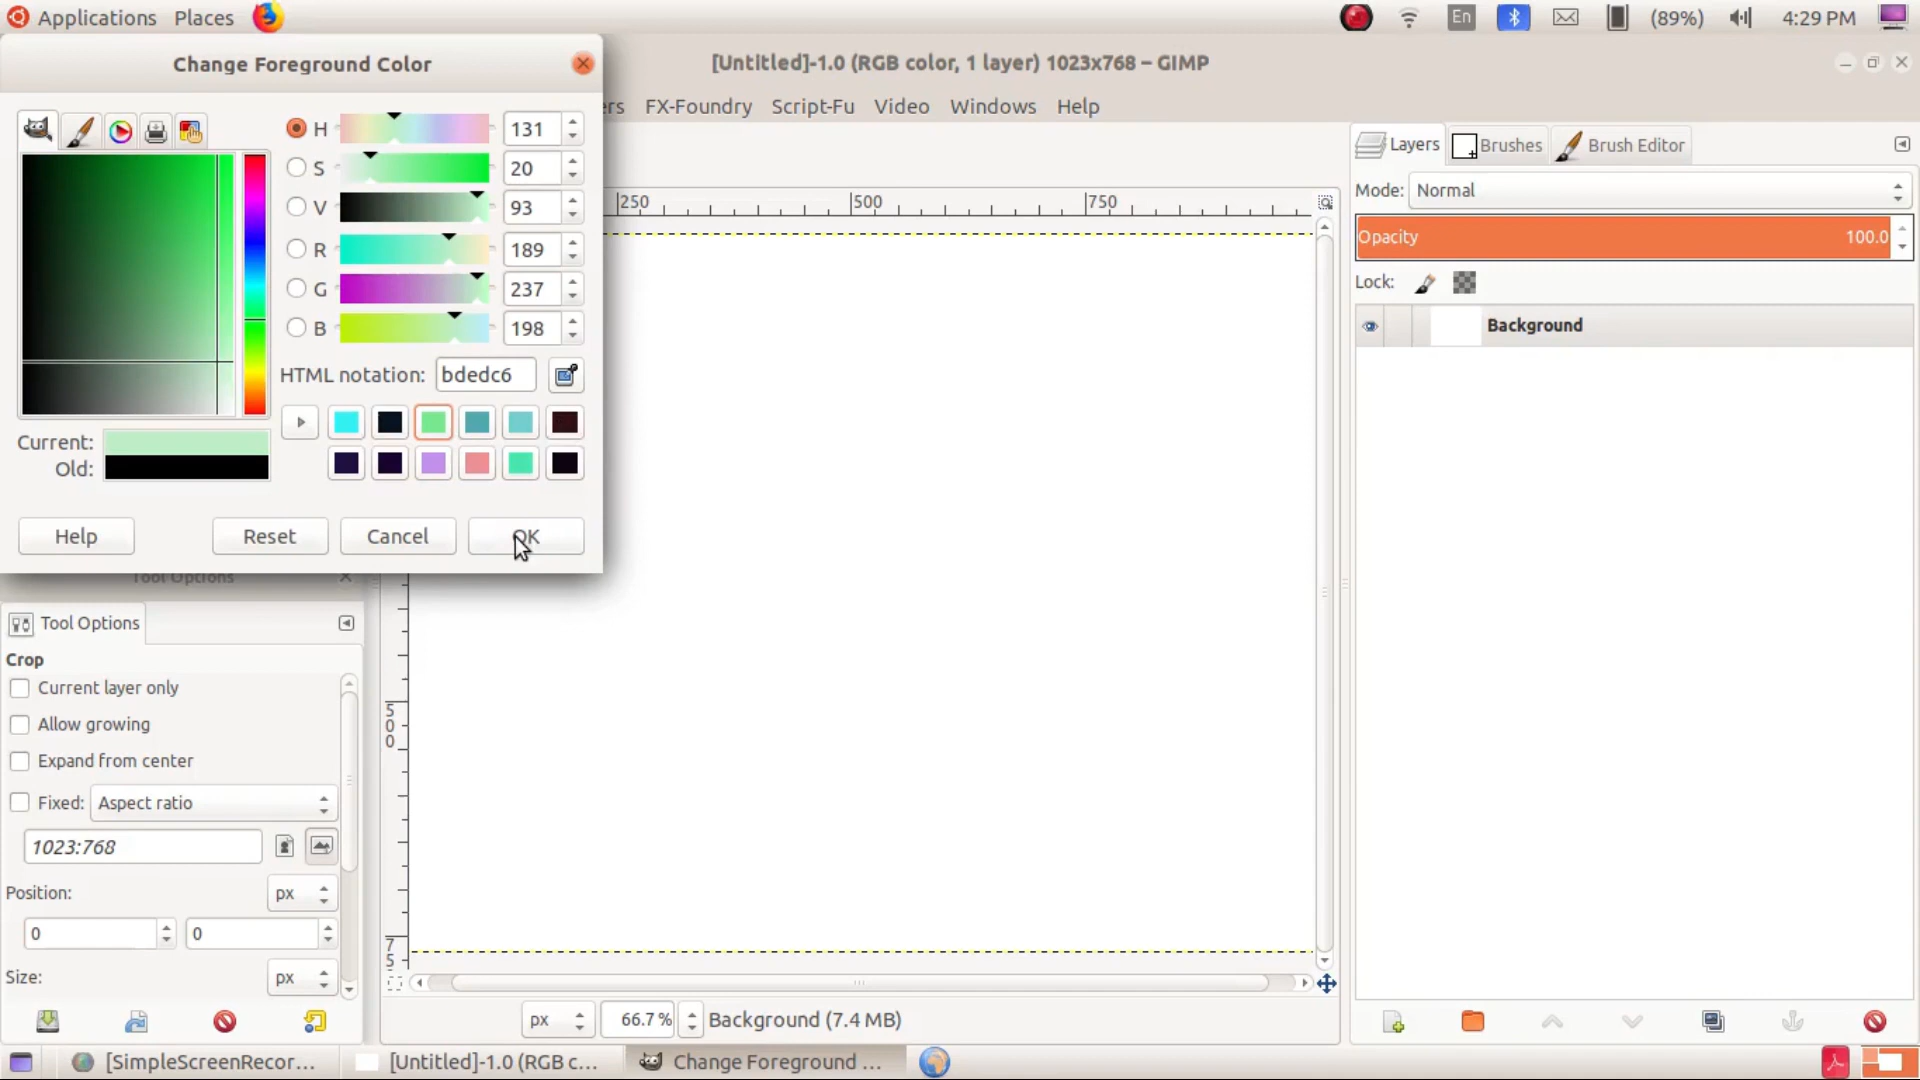 Applications Places En (89%) 4:29 PM
Change Foreground Color
[Untitled]-1.0 (RGB color, 1 layer) 1023x768 – GIMP
rs FX-Foundry Script-Fu Video Windows Help
H 131
S 20
V 93
R 189
G 237
B 198
HTML notation: bdedc6
Current:
Old:
Help Reset Cancel OK
250 500 750
Layers Brushes Brush Editor
Mode: Normal
Opacity 100.0
Lock:
Background
Tool Options
Tool Options
Crop
Current layer only
Allow growing
Expand from center
Fixed: Aspect ratio
1023:768
Position: px
0 0
Size: px
500
75
px 66.7 % Background (7.4 MB)
[SimpleScreenRecor... [Untitled]-1.0 (RGB c... Change Foreground ...